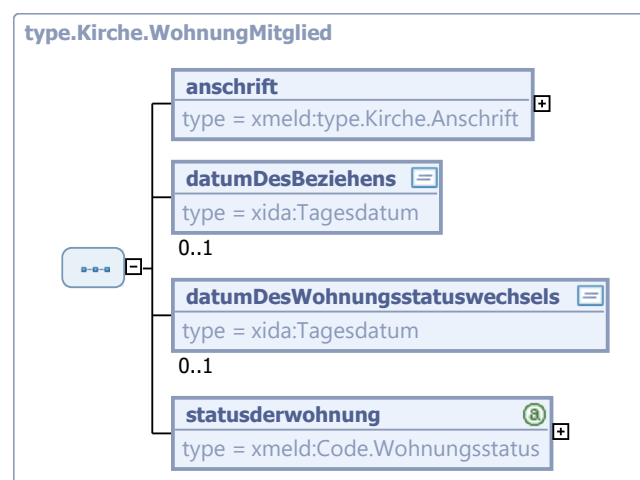 type.Kirche.WohnungMitglied
anschrift
type = xmeld:type.Kirche.Anschrift
datumDesBeziehens
type = xida:Tagesdatum
0..1
datumDesWohnungsstatuswechsels
type = xida:Tagesdatum
0..1
statusderwohnung
type = xmeld:Code.Wohnungsstatus